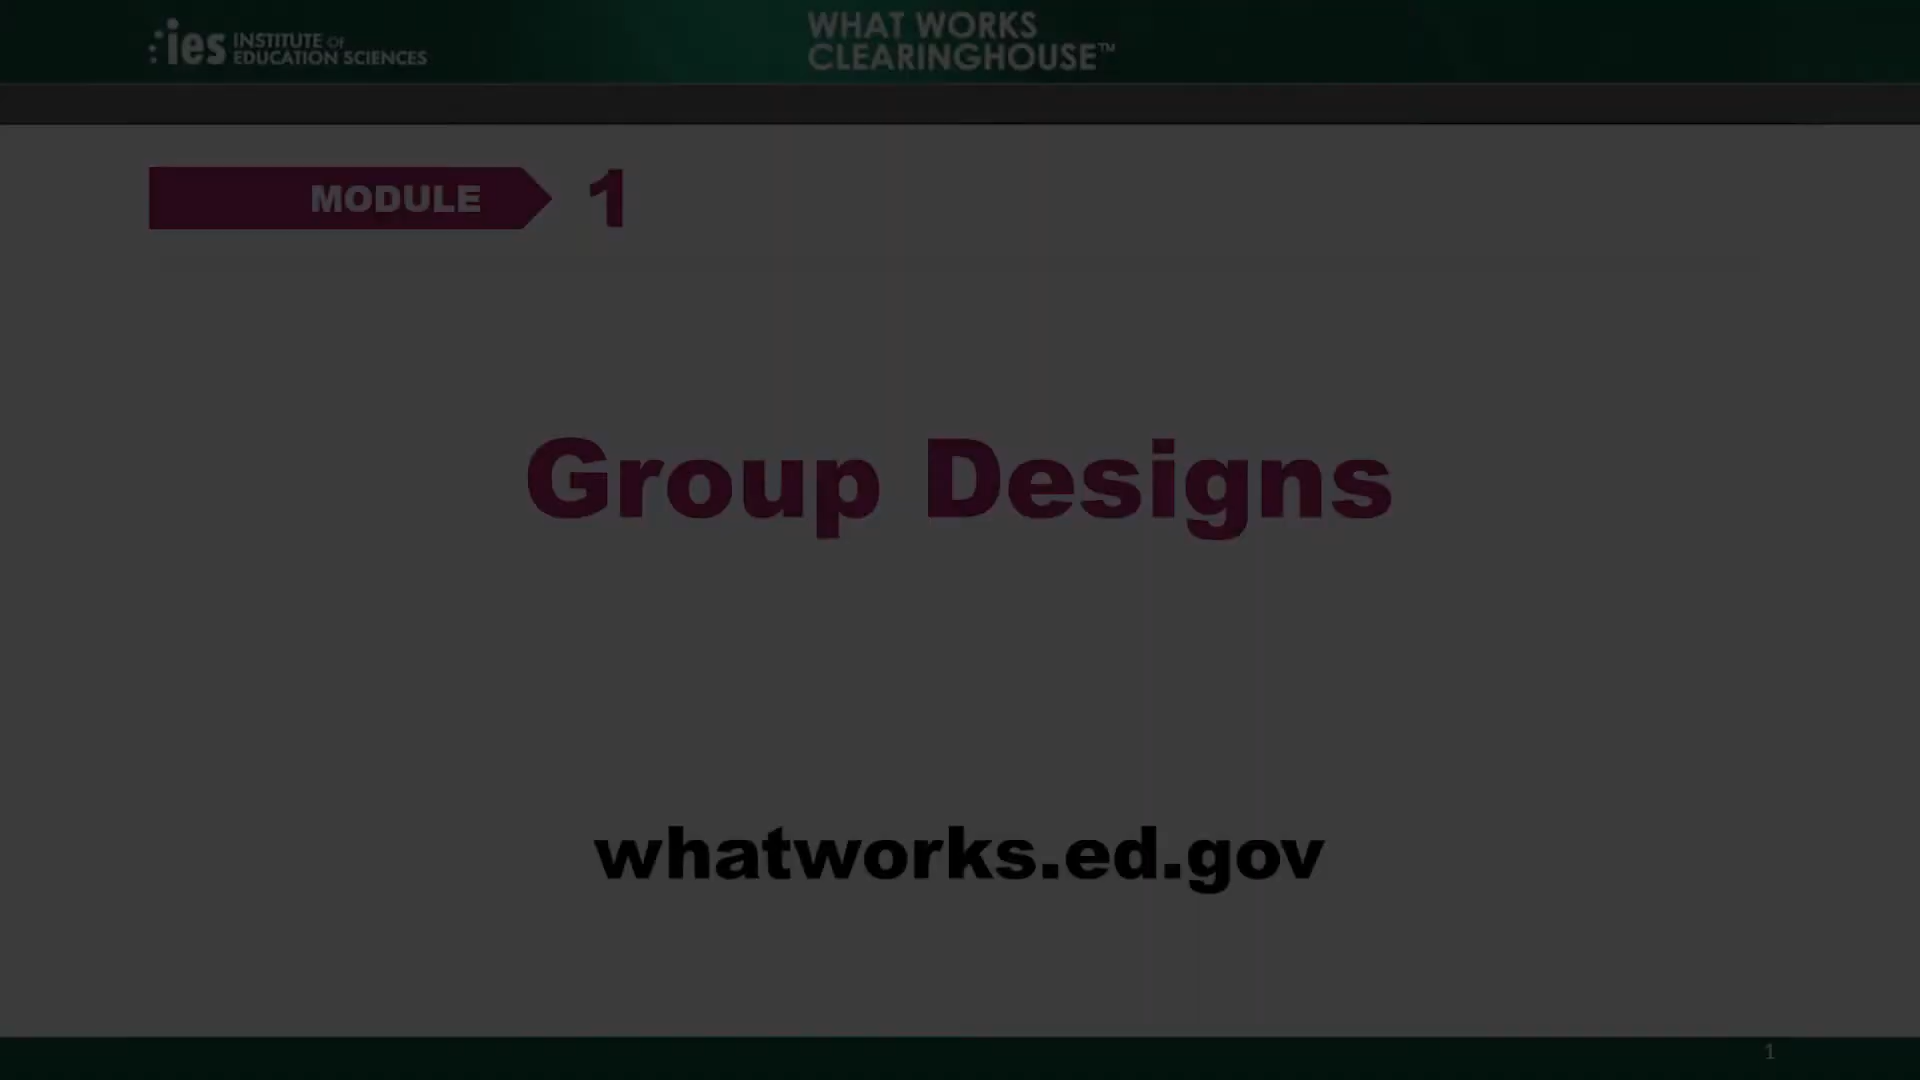 ies INSTITUTE OF
EDUCATION SCIENCES
WHAT WORKS
CLEARINGHOUSE™
MODULE 1
Group Designs
whatworks.ed.gov
1